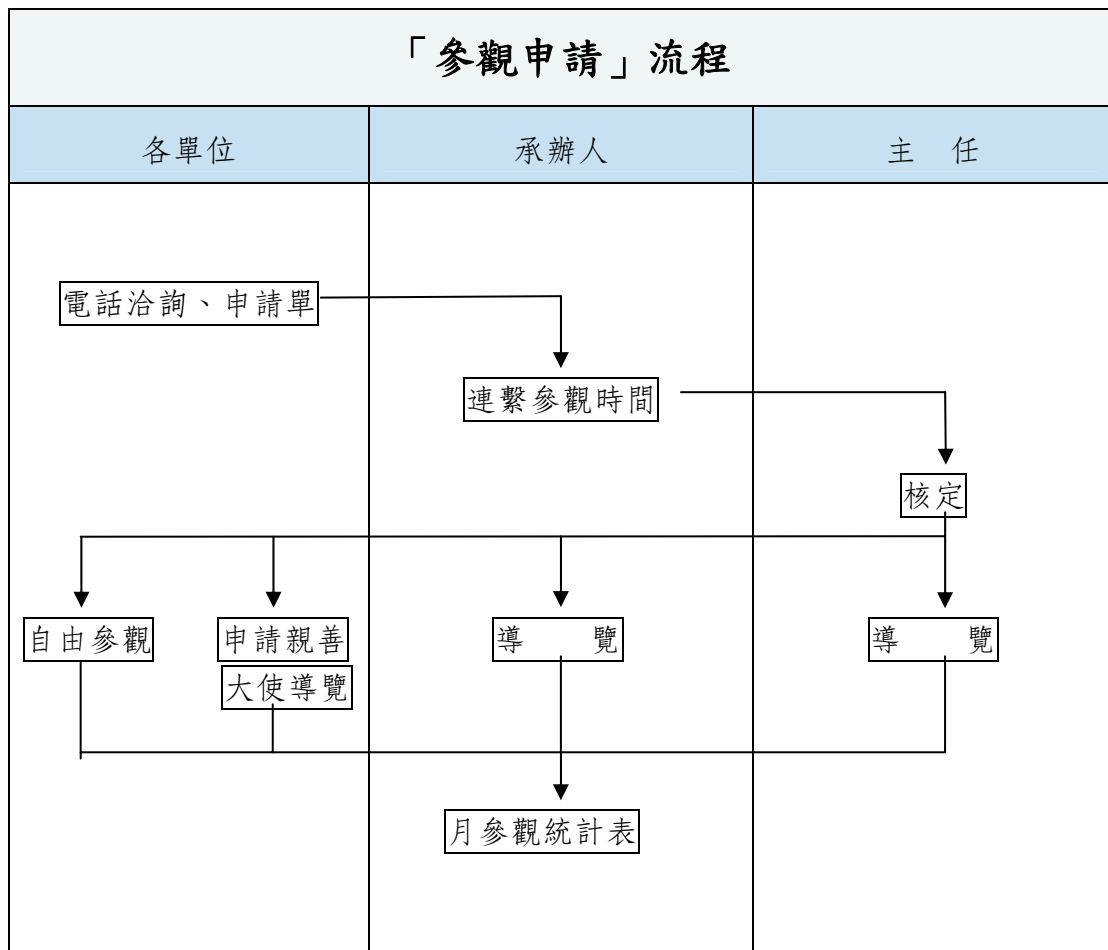 「參觀申請」流程
各單位
承辦人
主 任
電話洽詢、申請單
連繫參觀時間
核定
自由參觀
申請親善
大使導覽
導 覽
導 覽
月參觀統計表